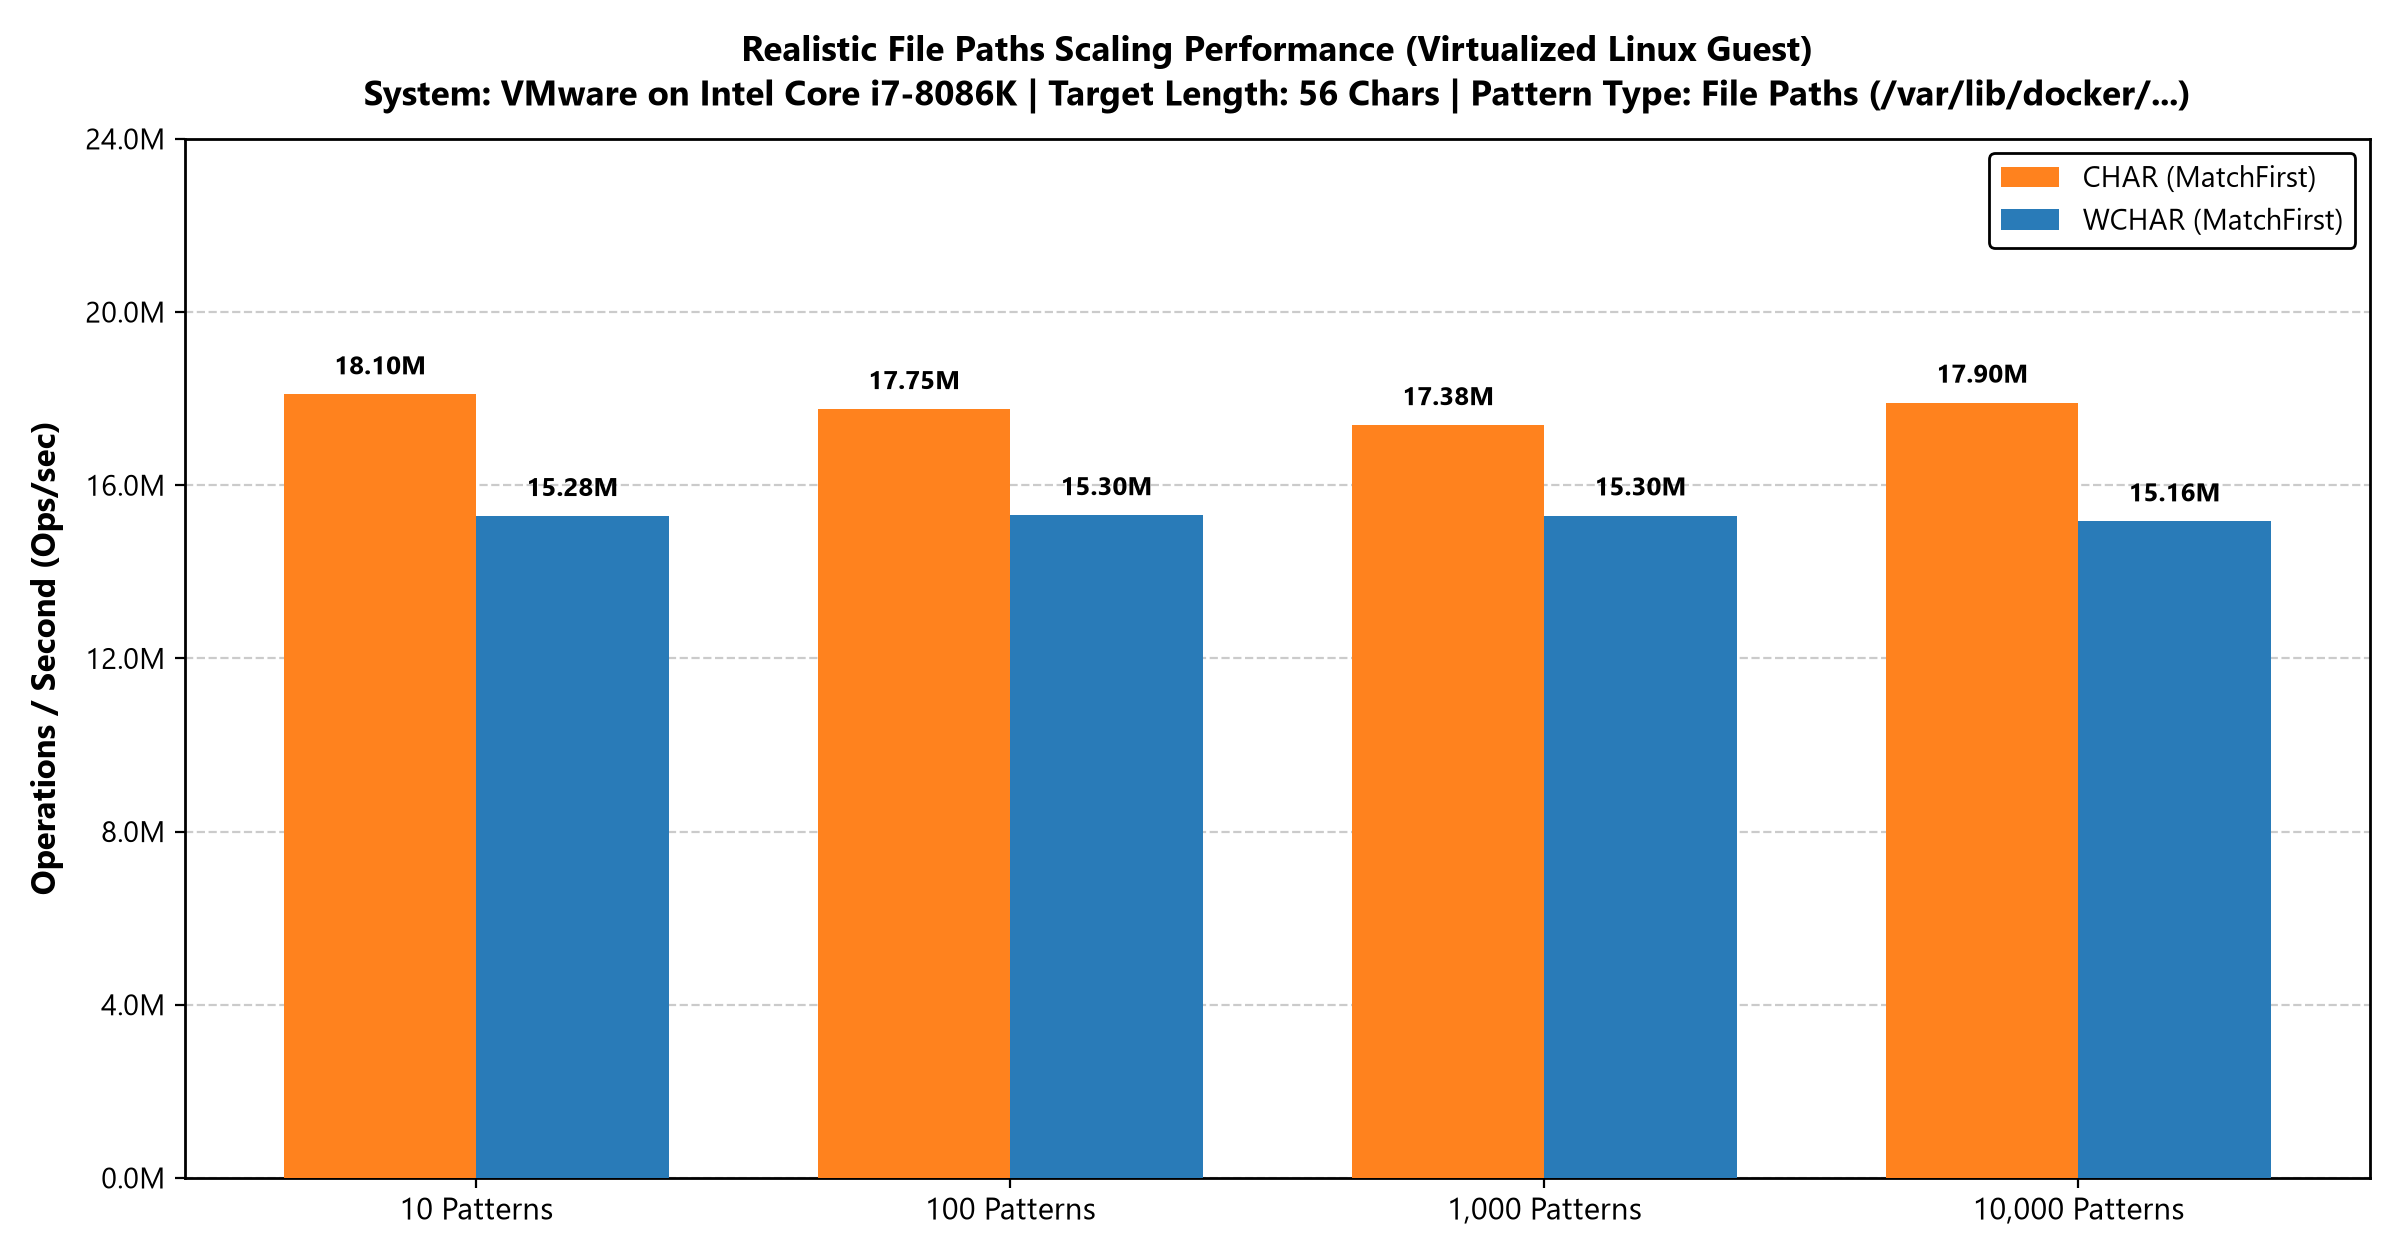 Realistic File Paths Scaling Performance (Virtualized Linux Guest)
System: VMware on Intel Core i7-8086K | Target Length: 56 Chars | Pattern Type: File Paths (/var/lib/docker/...)
24.0M
20.0M
16.0M
12.0M
8.0M
4.0M
0.0M
Operations / Second (Ops/sec)
CHAR (MatchFirst)
WCHAR (MatchFirst)
18.10M
15.28M
17.75M
15.30M
17.38M
15.30M
17.90M
15.16M
10 Patterns
100 Patterns
1,000 Patterns
10,000 Patterns